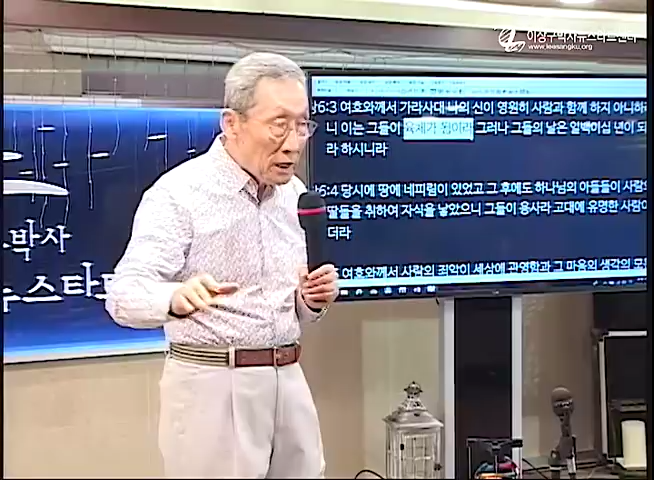 이상구박사뉴스타트센터
www.leesangku.org
6:3 여호와께서 가라사대 나의 신이 영원히 사람과 함께 하지 아니하
니 이는 그들이 육체가 됨이라 그러나 그들의 날은 일백이십 년이 되
라 하시니라
6:4 당시에 땅에 네피림이 있었고 그 후에도 하나님의 아들들이 사람의
딸들을 취하여 자식을 낳았으니 그들이 용사라 고대에 유명한 사람이
더라
5 여호와께서 사람의 죄악이 세상에 관영함과 그 마음의 생각의 모든
박사
뉴스타트